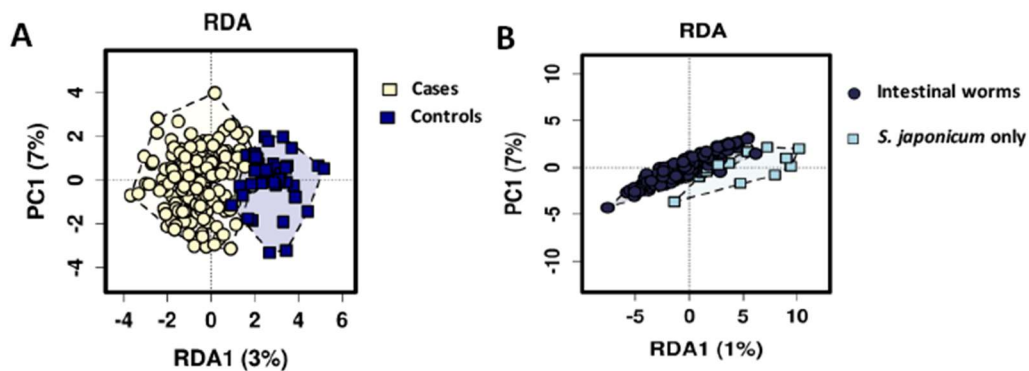 A
RDA
4
2
0
-2
-4
PC1 (7%)
-4 -2 0 2 4 6
RDA1 (3%)
Cases
Controls
B
RDA
10
5
0
-5
-10
PC1 (7%)
-5 0 5 10
RDA1 (1%)
Intestinal worms
S. japonicum only